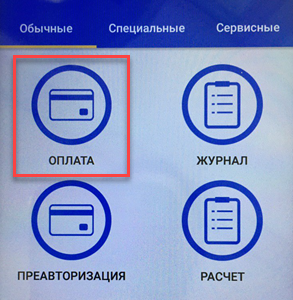 Обычные Специальные Сервисные
ОПЛАТА ЖУРНАЛ
ПРЕАВТОРИЗАЦИЯ РАСЧЕТ